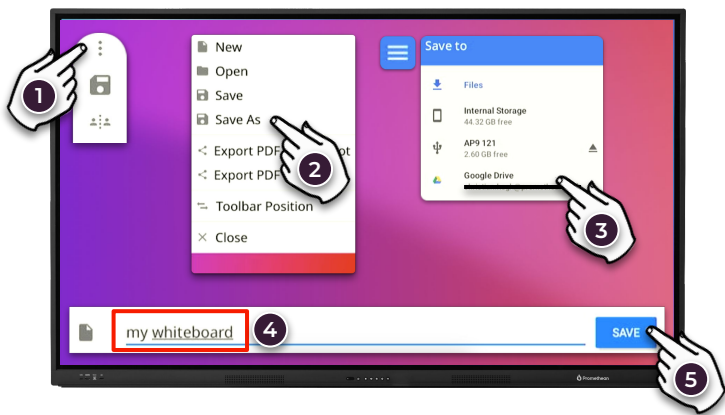 1
New
Open
Save
Save As
Export PDF
ot
Export PDF
Toolbar Position
Close
2
Save to
Files
Internal Storage
44.32 GB free
AP9 121
2.60 GB free
Google Drive
3
my whiteboard
4
SAVE
5
Promethean